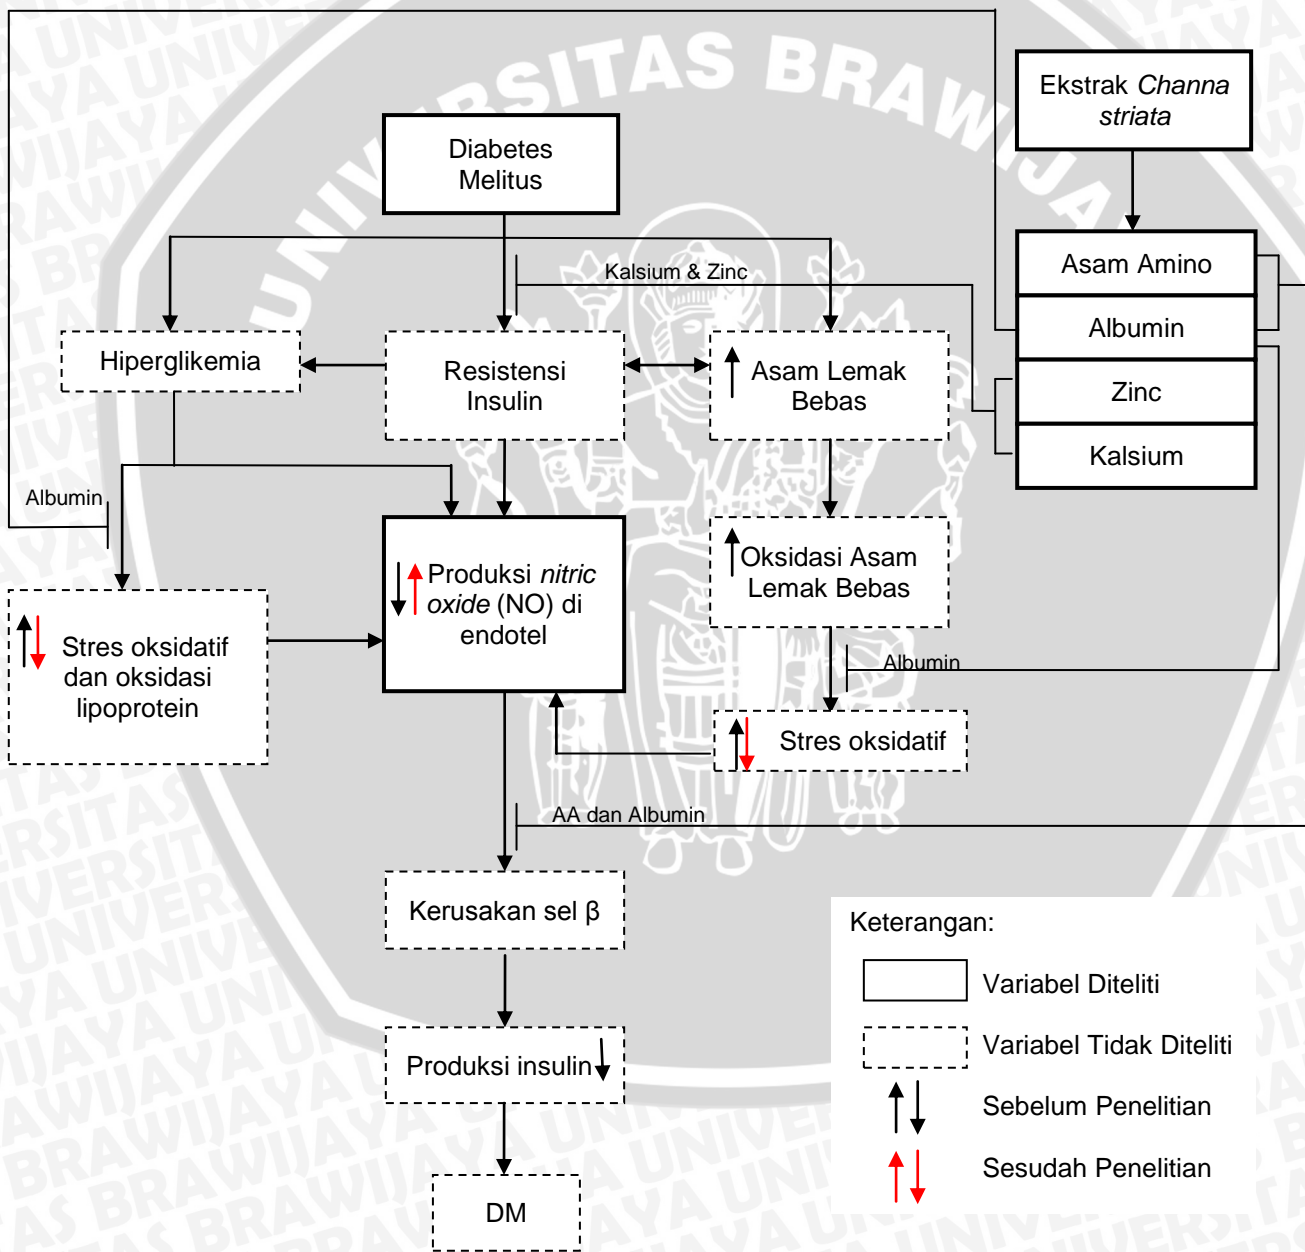 UNIVERSITAS BRAWIJAYA
Ekstrak Channa
striata
Diabetes
Melitus
Asam Amino
Albumin
Zinc
Kalsium
Kalsium & Zinc
Hiperglikemia
Resistensi
Insulin
Asam Lemak
Bebas
Albumin
Produksi nitric
oxide (NO) di
endotel
Oksidasi Asam
Lemak Bebas
Stres oksidatif
dan oksidasi
lipoprotein
Albumin
Stres oksidatif
AA dan Albumin
Kerusakan sel β
Produksi insulin
DM
Keterangan:
Variabel Diteliti
Variabel Tidak Diteliti
Sebelum Penelitian
Sesudah Penelitian